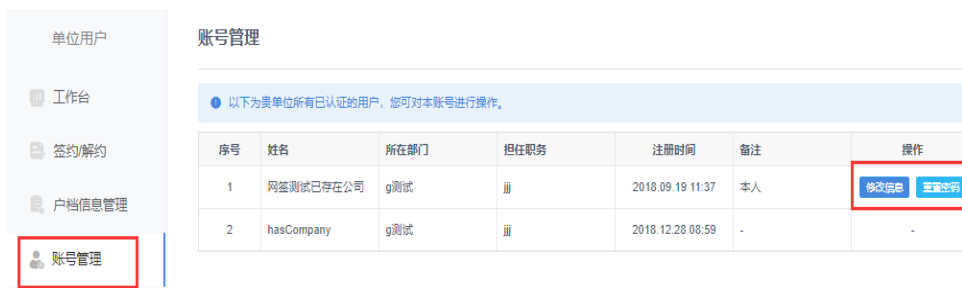 单位用户
工作台
签约/解约
户档信息管理
账号管理
账号管理
以下为贵单位所有已认证的用户，您可对本账号进行操作。
序号 姓名 所在部门 担任职务 注册时间 备注 操作
1 网签测试已存在公司 g测试 jjj 2018.09.19 11:37 本人 修改信息 重置密码
2 hasCompany g测试 jjj 2018.12.28 08:59 - -